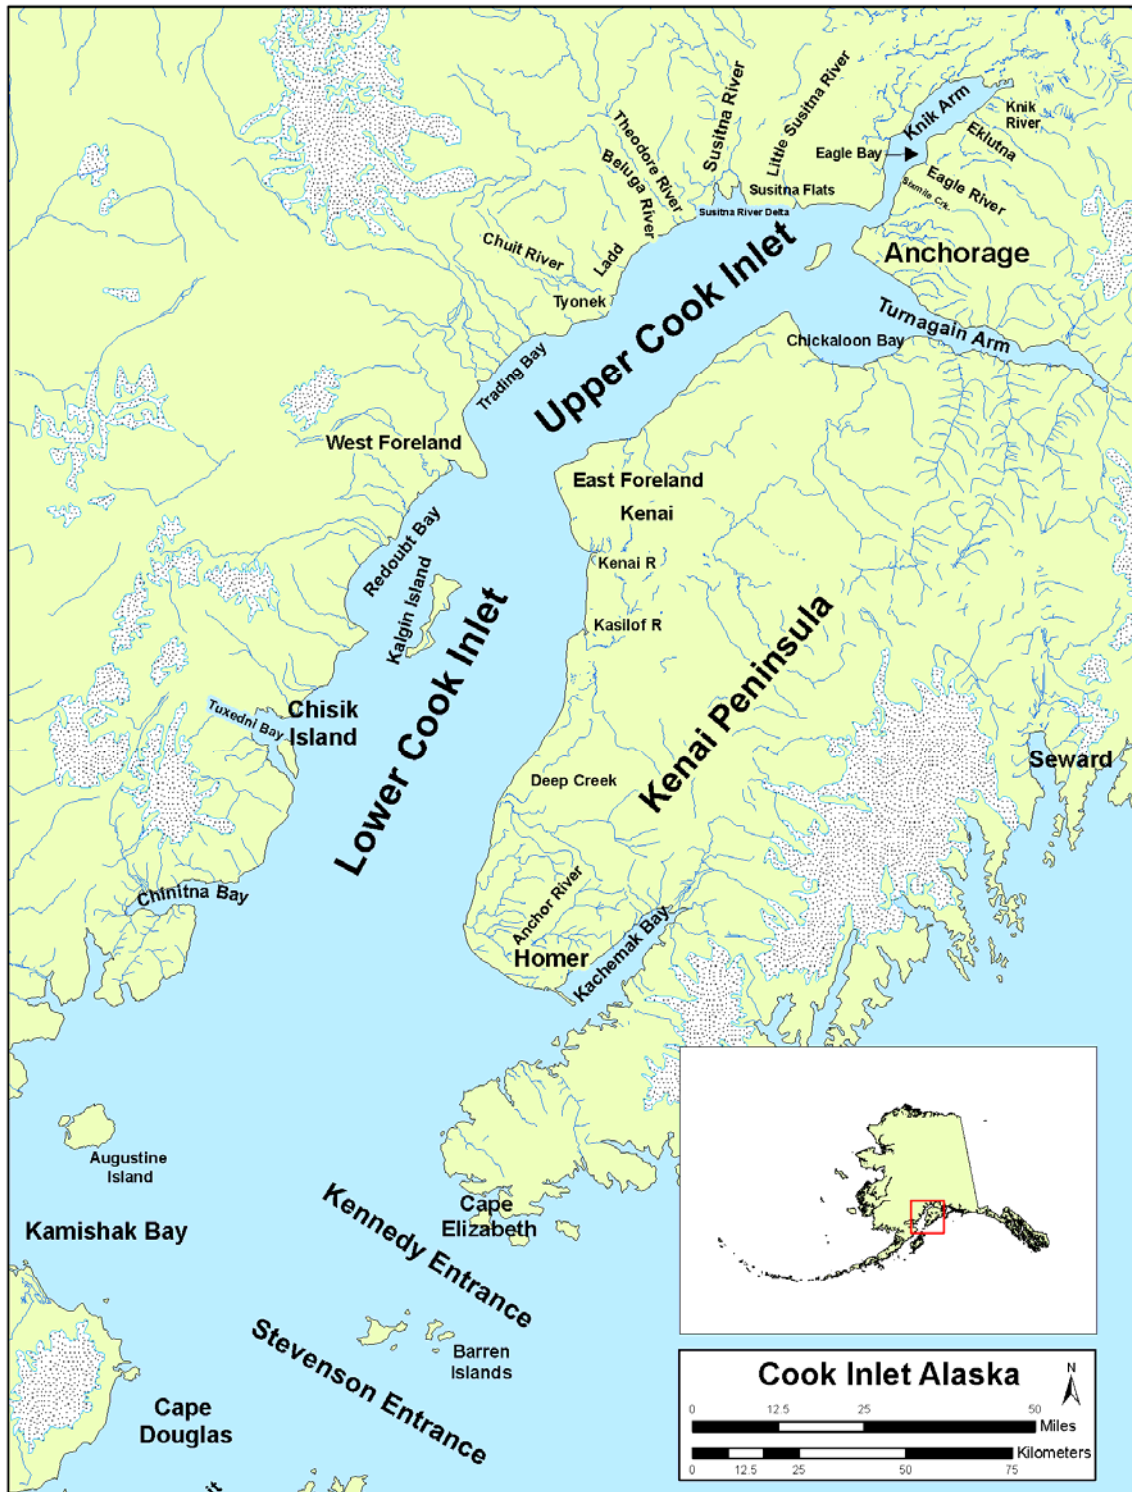 Susitna River
Little Susitna River
Theodore River
Beluga River
Knik Arm
Knik
River
Eklutna
Eagle Bay
Eagle River
Sixmile Crk.
Susitna Flats
Susitna River Delta
Chuit River
Ladd
Anchorage
Tyonek
Upper Cook Inlet
Turnagain Arm
Chickaloon Bay
Trading Bay
West Foreland
East Foreland
Kenai
Redoubt Bay
Kenai R
Kalgin Island
Kasilof R
Lower Cook Inlet
Kenai Peninsula
Tuxedni Bay
Chisik
Island
Seward
Deep Creek
Chinitna Bay
Anchor River
Homer
Kachemak Bay
Augustine
Island
Kamishak Bay
Cape
Elizabeth
Kennedy Entrance
Stevenson Entrance
Barren
Islands
Cape
Douglas
Cook Inlet Alaska
N
0 12.5 25 50
Miles
Kilometers
0 12.5 25 50 75